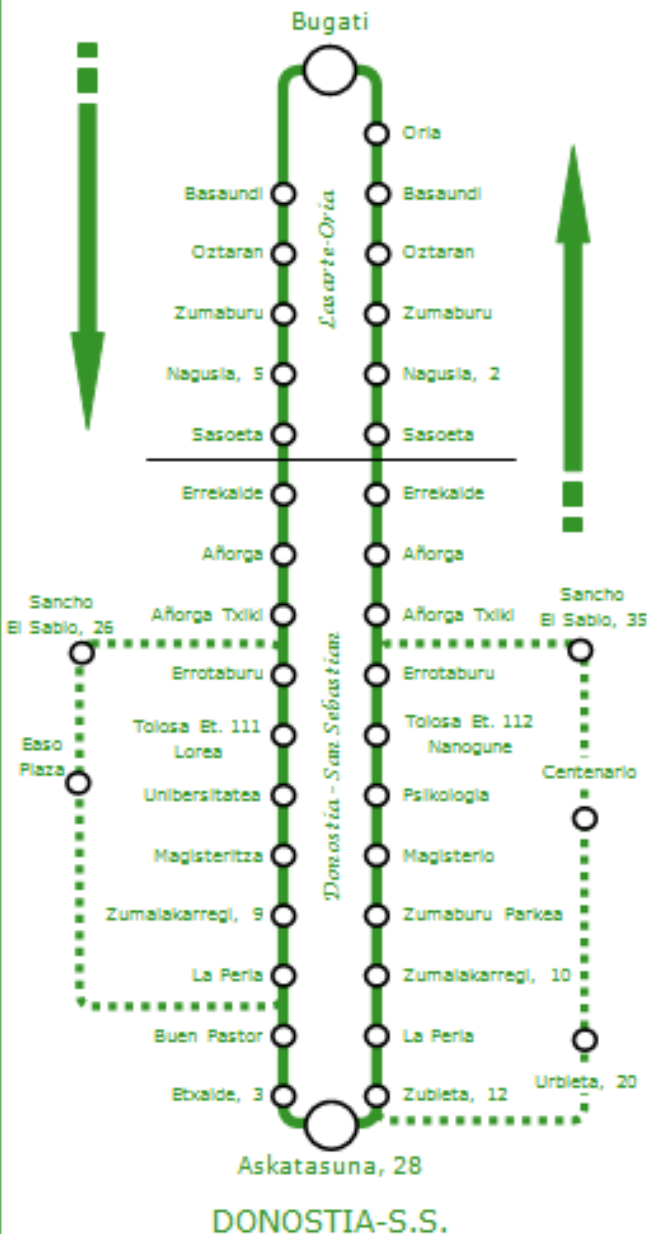 Bugati
Oria
Basaundi
Basaundi
Oztaran
Oztaran
Lasarte-Oria
Zumaburu
Zumaburu
Nagusia, 5
Nagusia, 2
Sasoeta
Sasoeta
Errekalde
Errekalde
Añorga
Añorga
Sancho
El Sabio, 26
Añorga Txiki
Añorga Txiki
Sancho
El Sabio, 35
Errotaburu
Errotaburu
Donostia - San Sebastian
Tolosa Et. 111
Lorea
Tolosa Et. 112
Nanogune
Easo
Plaza
Centenario
Unibersitatea
Psikologia
Magisteritza
Magisterio
Zumalakarregi, 9
Zumaburu Parkea
La Perla
Zumalakarregi, 10
Buen Pastor
La Perla
Etxaide, 3
Zubieta, 12
Urbieta, 20
Askatasuna, 28
DONOSTIA-S.S.